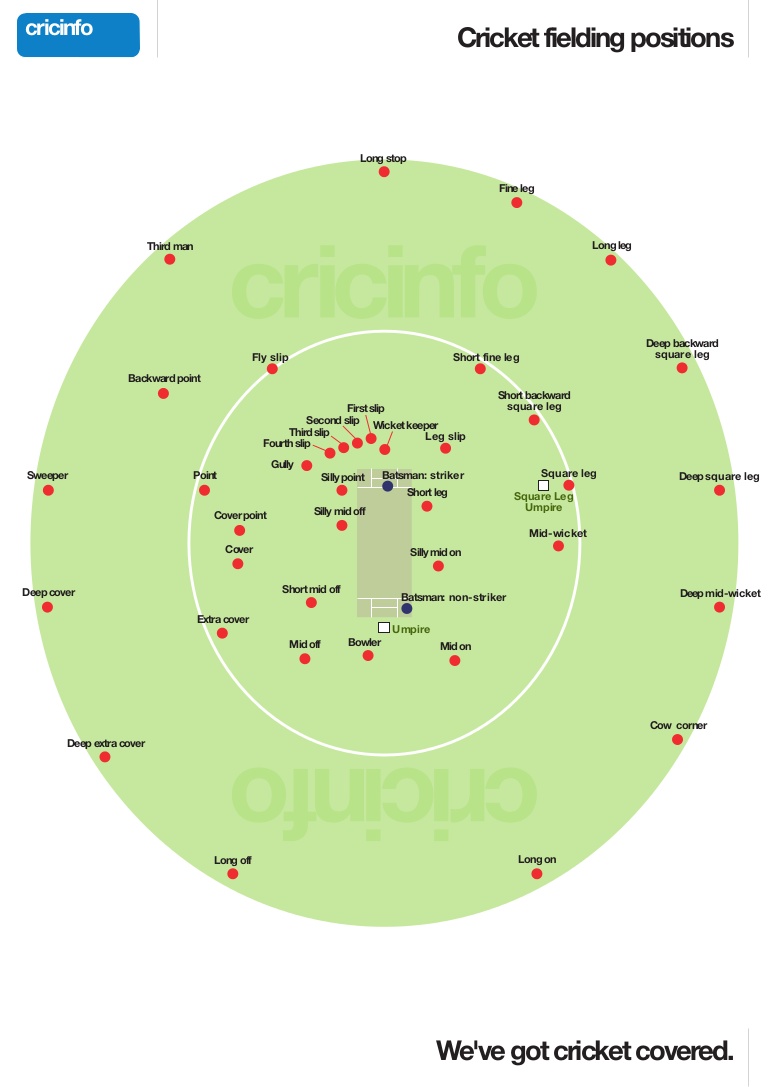 cricinfo
Cricket fielding positions
Long stop
Fine leg
Third man
Long leg
cricinfo
Deep backward
square leg
Fly slip
Short fine leg
Backward point
Short backward
square leg
First slip
Second slip
Wicket keeper
Third slip
Leg slip
Fourth slip
Gully
Sweeper
Point
Silly point
Batsman: striker
Square leg
Deep square leg
Short leg
Square Leg
Umpire
Cover point
Silly mid off
Mid-wicket
Cover
Silly mid on
Deep cover
Short mid off
Batsman: non-striker
Deep mid-wicket
Extra cover
Umpire
Mid off
Bowler
Mid on
Cow corner
Deep extra cover
cricinfo
Long off
Long on
We've got cricket covered.